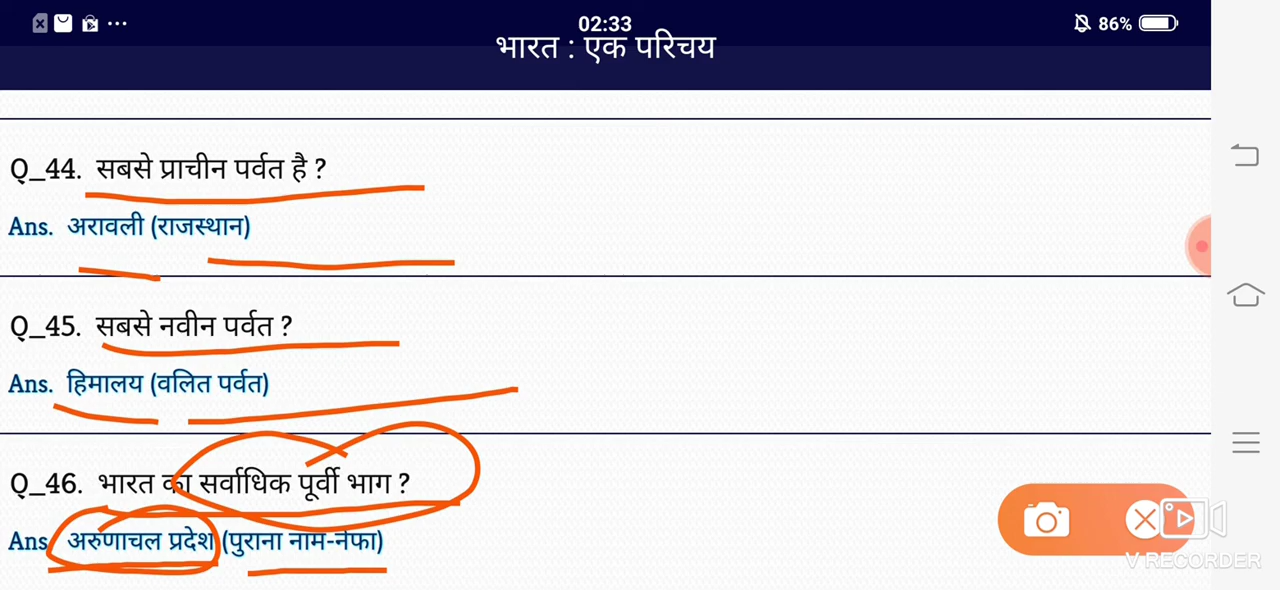 02:33
86%
भारत : एक परिचय
Q_44. सबसे प्राचीन पर्वत है ?
Ans. अरावली (राजस्थान)
Q_45. सबसे नवीन पर्वत ?
Ans. हिमालय (वलित पर्वत)
Q_46. भारत का सर्वाधिक पूर्वी भाग ?
Ans. अरुणाचल प्रदेश (पुराना नाम-नेफा)
V RECORDER